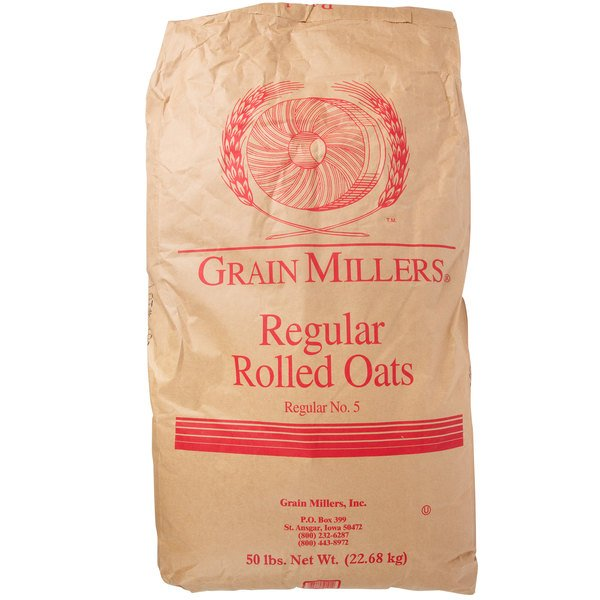 T.M.
GRAIN MILLERS®
Regular
Rolled Oats
Regular No. 5
Grain Millers, Inc.
P.O. Box 399
St. Ansgar, Iowa 50472
(800) 232-6287
(800) 443-8972
U
50 lbs. Net Wt. (22.68 kg)